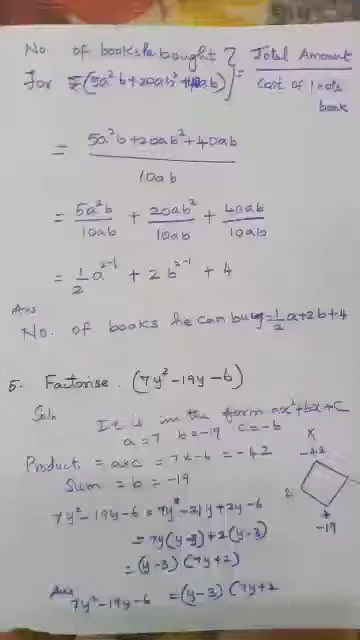 No. of books he bought } = Total Amount
For ₹(5a²b+20ab²+40ab) } cost of 1 note book
= 5a²b+20ab²+40ab / 10ab
= 5a²b/10ab + 20ab²/10ab + 40ab/10ab
= 1/2 a²⁻¹ + 2b²⁻¹ + 4
Ans
No. of books he can buy = 1/2 a+2b+4
5. Factorise. (7y²-19y-6)
Soln It is in the form ax²+bx+c
a=7 b=-19 c=-6
Product = a×c = 7×-6 = -42
Sum = b = -19
x
-42
2
+
-19
7y²-19y-6 = 7y²-21y+2y-6
= 7y(y-3)+2(y-3)
= (y-3)(7y+2)
Ans 7y²-19y-6 = (y-3)(7y+2